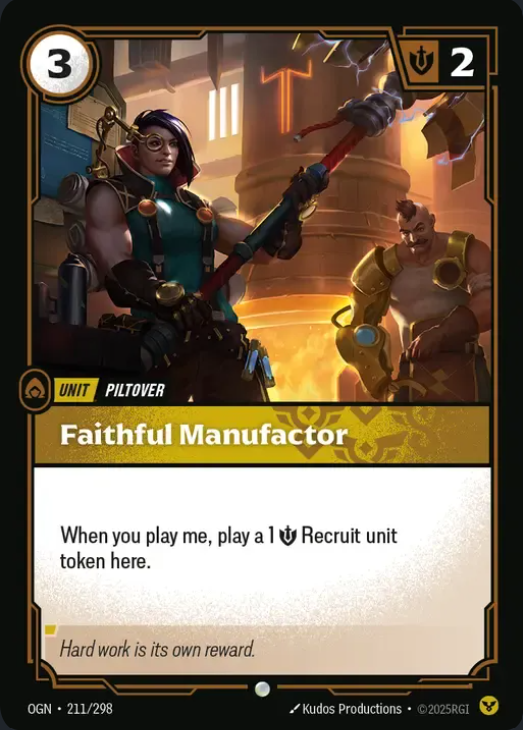 3
2
UNIT PILTOVER
Faithful Manufactor
When you play me, play a 1 Recruit unit
token here.
Hard work is its own reward.
OGN • 211/298
Kudos Productions • ©2025RGI